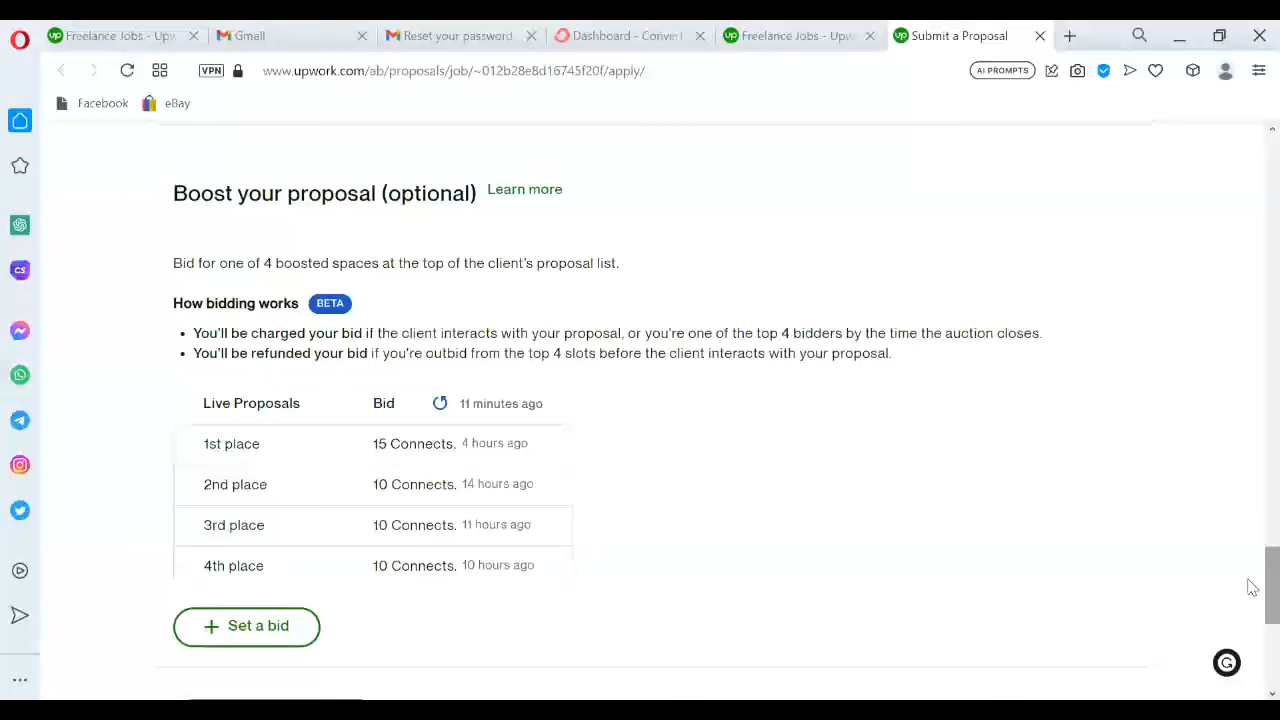 Freelance Jobs - Upw
Gmail
Reset your password
Dashboard - Conve
Freelance Jobs - Upw
Submit a Proposal
VPN
www.upwork.com/ab/proposals/job/~012b28e8d16745f20f/apply/
AI PROMPTS
Facebook
eBay
CS
Boost your proposal (optional) Learn more
Bid for one of 4 boosted spaces at the top of the client's proposal list.
How bidding works BETA
• You'll be charged your bid if the client interacts with your proposal, or you're one of the top 4 bidders by the time the auction closes.
• You'll be refunded your bid if you're outbid from the top 4 slots before the client interacts with your proposal.
Live Proposals Bid 11 minutes ago
1st place 15 Connects. 4 hours ago
2nd place 10 Connects. 14 hours ago
3rd place 10 Connects. 11 hours ago
4th place 10 Connects. 10 hours ago
+ Set a bid